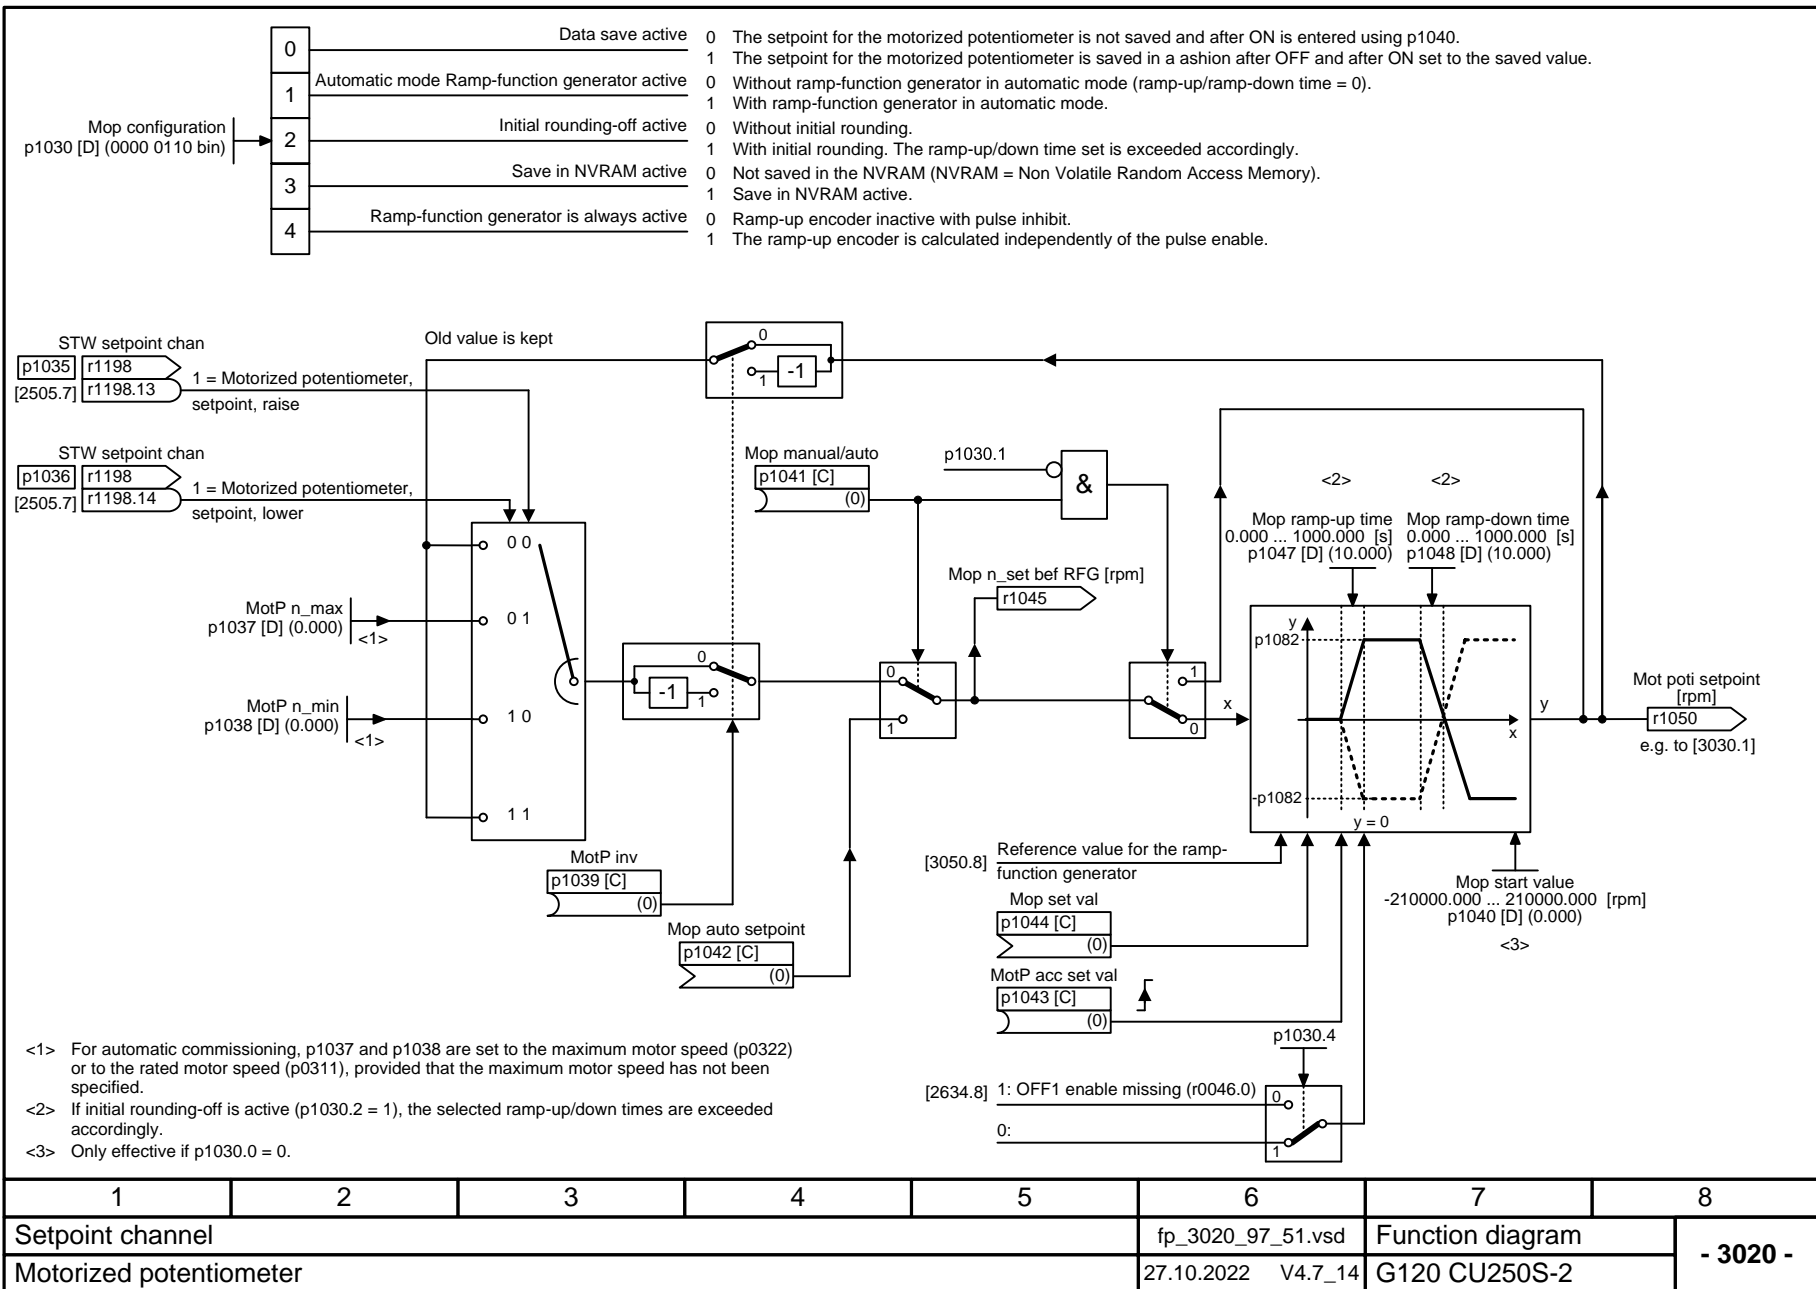 0
Data save active
0 The setpoint for the motorized potentiometer is not saved and after ON is entered using p1040.
1 The setpoint for the motorized potentiometer is saved in a ashion after OFF and after ON set to the saved value.
1
Automatic mode Ramp-function generator active
0 Without ramp-function generator in automatic mode (ramp-up/ramp-down time = 0).
1 With ramp-function generator in automatic mode.
Mop configuration
p1030 [D] (0000 0110 bin)
2
Initial rounding-off active
0 Without initial rounding.
1 With initial rounding. The ramp-up/down time set is exceeded accordingly.
3
Save in NVRAM active
0 Not saved in the NVRAM (NVRAM = Non Volatile Random Access Memory).
1 Save in NVRAM active.
4
Ramp-function generator is always active
0 Ramp-up encoder inactive with pulse inhibit.
1 The ramp-up encoder is calculated independently of the pulse enable.
STW setpoint chan
p1035 r1198
[2505.7] r1198.13
1 = Motorized potentiometer,
setpoint, raise
Old value is kept
0
1
-1
STW setpoint chan
p1036 r1198
[2505.7] r1198.14
1 = Motorized potentiometer,
setpoint, lower
Mop manual/auto
p1041 [C]
(0)
p1030.1
&
<2> <2>
Mop ramp-up time
0.000 ... 1000.000 [s]
p1047 [D] (10.000)
Mop ramp-down time
0.000 ... 1000.000 [s]
p1048 [D] (10.000)
0 0
0 1
1 0
1 1
MotP n_max
p1037 [D] (0.000)
<1>
MotP n_min
p1038 [D] (0.000)
<1>
-1
0
1
0
1
Mop n_set bef RFG [rpm]
r1045
1
0
x
y
p1082
-p1082
x
y = 0
y
Mot poti setpoint
[rpm]
r1050
e.g. to [3030.1]
MotP inv
p1039 [C]
(0)
Mop auto setpoint
p1042 [C]
(0)
[3050.8] Reference value for the ramp-
function generator
Mop set val
p1044 [C]
(0)
MotP acc set val
p1043 [C]
(0)
Mop start value
-210000.000 ... 210000.000 [rpm]
p1040 [D] (0.000)
<3>
p1030.4
[2634.8] 1: OFF1 enable missing (r0046.0)
0:
0
1
<1> For automatic commissioning, p1037 and p1038 are set to the maximum motor speed (p0322)
or to the rated motor speed (p0311), provided that the maximum motor speed has not been
specified.
<2> If initial rounding-off is active (p1030.2 = 1), the selected ramp-up/down times are exceeded
accordingly.
<3> Only effective if p1030.0 = 0.
1 2 3 4 5 6 7 8
Setpoint channel
fp_3020_97_51.vsd
Function diagram
- 3020 -
Motorized potentiometer
27.10.2022 V4.7_14
G120 CU250S-2